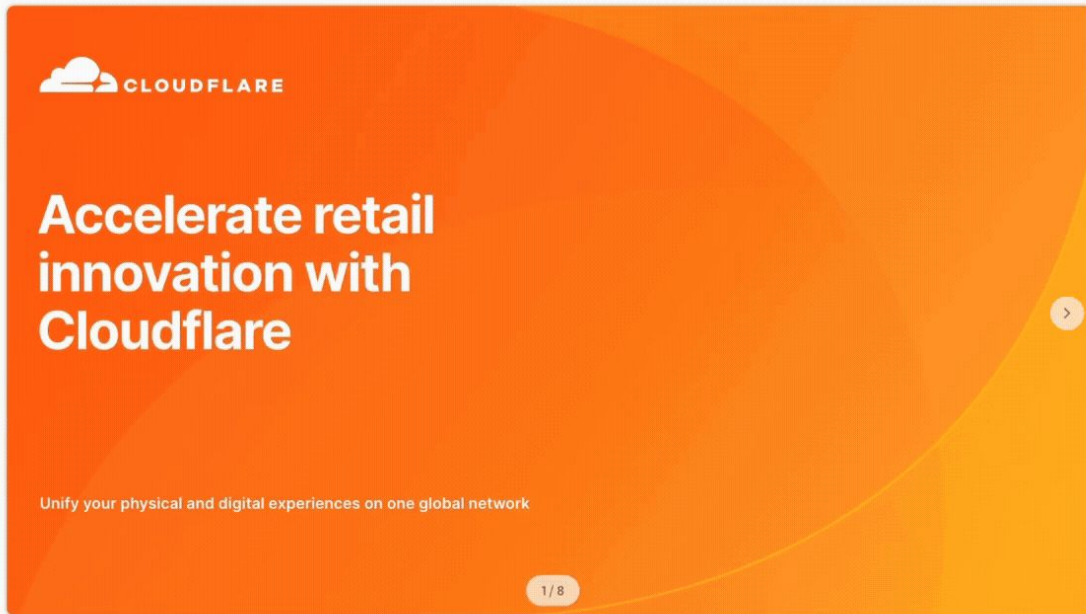 CLOUDFLARE
Accelerate retail
innovation with
Cloudflare
Unify your physical and digital experiences on one global network
1/8